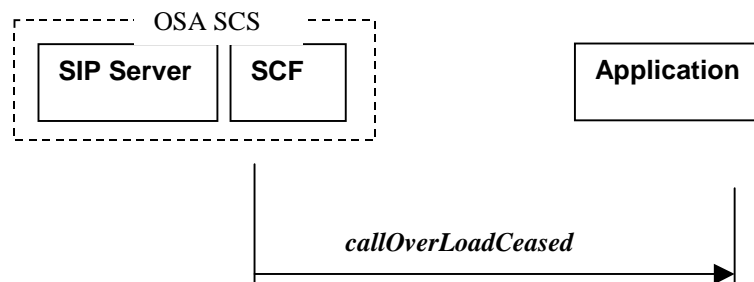 OSA SCS
SIP Server
SCF
Application
callOverLoadCeased